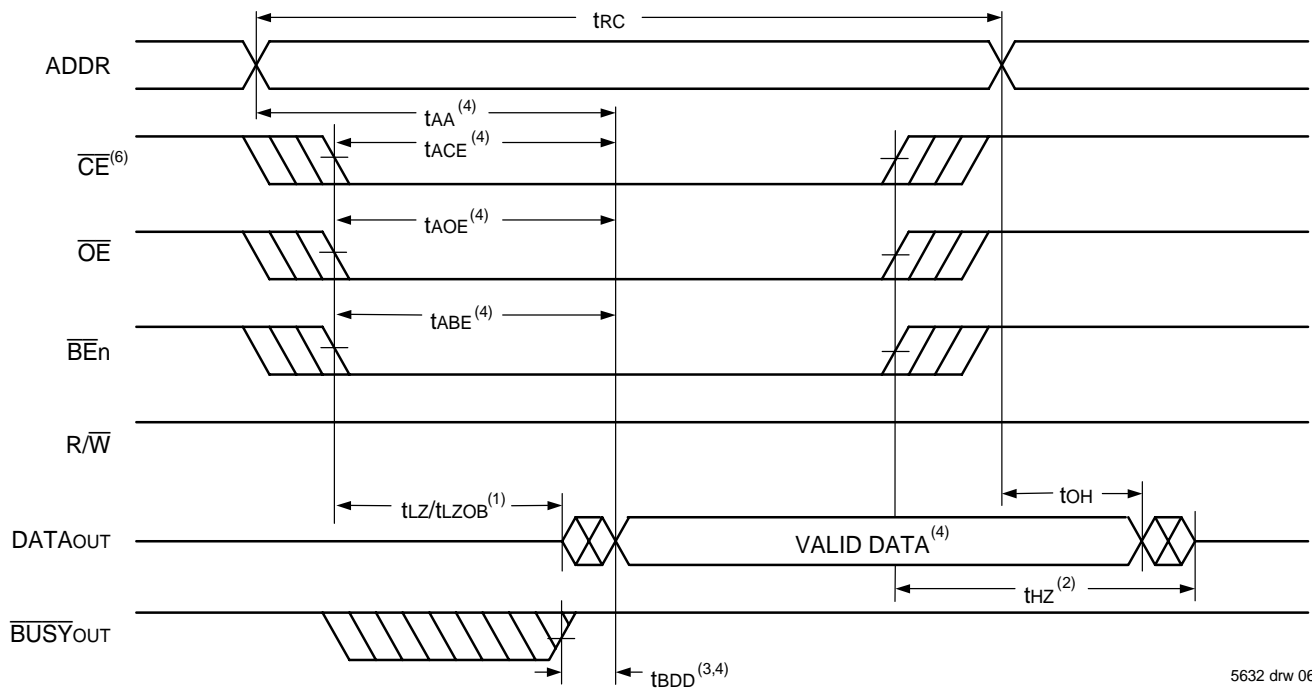 tRC
ADDR
tAA(4)
CE(6)
tACE(4)
OE
tAOE(4)
BEn
tABE(4)
R/W
tLZ/tLZOB(1)
tOH
DATAOUT
VALID DATA(4)
tHZ(2)
BUSYOUT
tBDD(3,4)
5632 drw 06